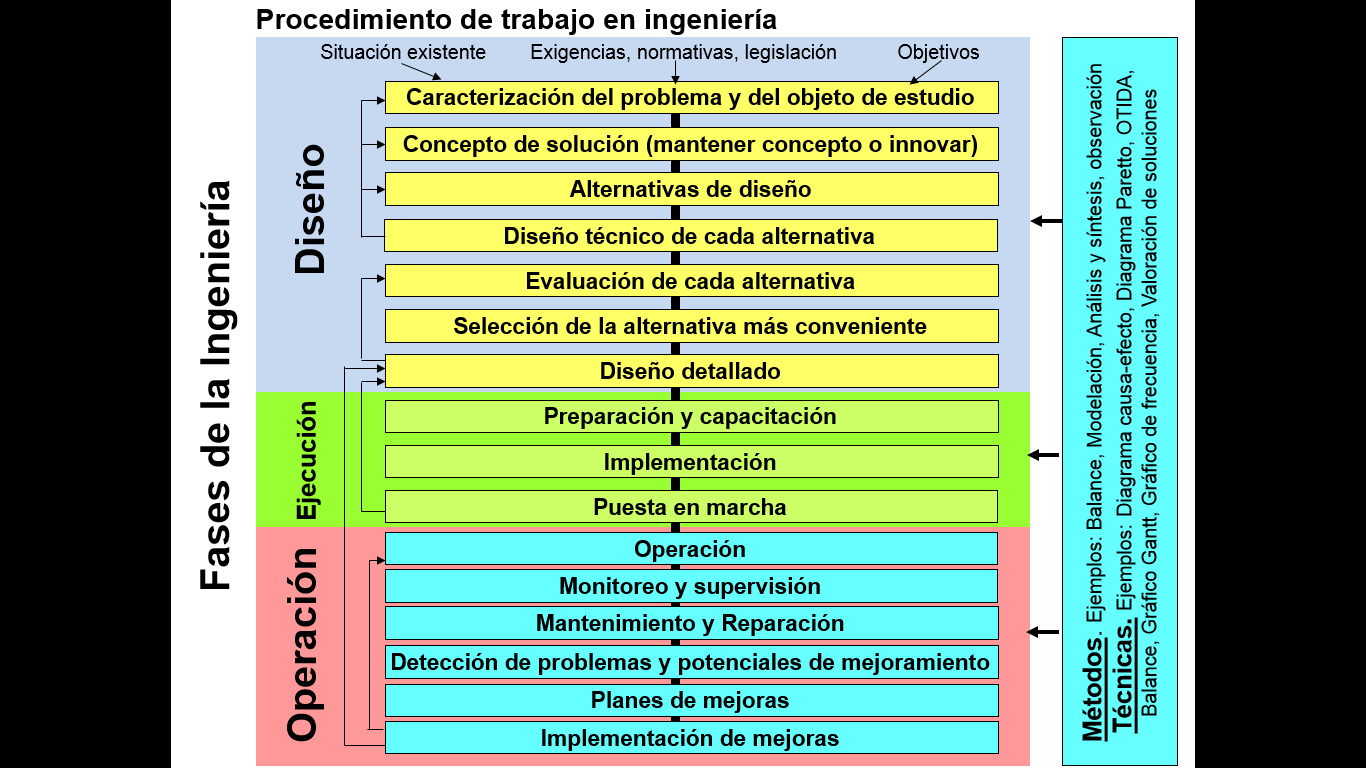 Procedimiento de trabajo en ingeniería
Situación existente
Exigencias, normativas, legislación
Objetivos
Fases de la Ingeniería
Diseño
Caracterización del problema y del objeto de estudio
Concepto de solución (mantener concepto o innovar)
Alternativas de diseño
Diseño técnico de cada alternativa
Evaluación de cada alternativa
Selección de la alternativa más conveniente
Diseño detallado
Ejecución
Preparación y capacitación
Implementación
Puesta en marcha
Operación
Operación
Monitoreo y supervisión
Mantenimiento y Reparación
Detección de problemas y potenciales de mejoramiento
Planes de mejoras
Implementación de mejoras
Métodos. Ejemplos: Balance, Modelación, Análisis y síntesis, observación
Técnicas. Ejemplos: Diagrama causa-efecto, Diagrama Paretto, OTIDA,
Balance, Gráfico Gantt, Gráfico de frecuencia, Valoración de soluciones